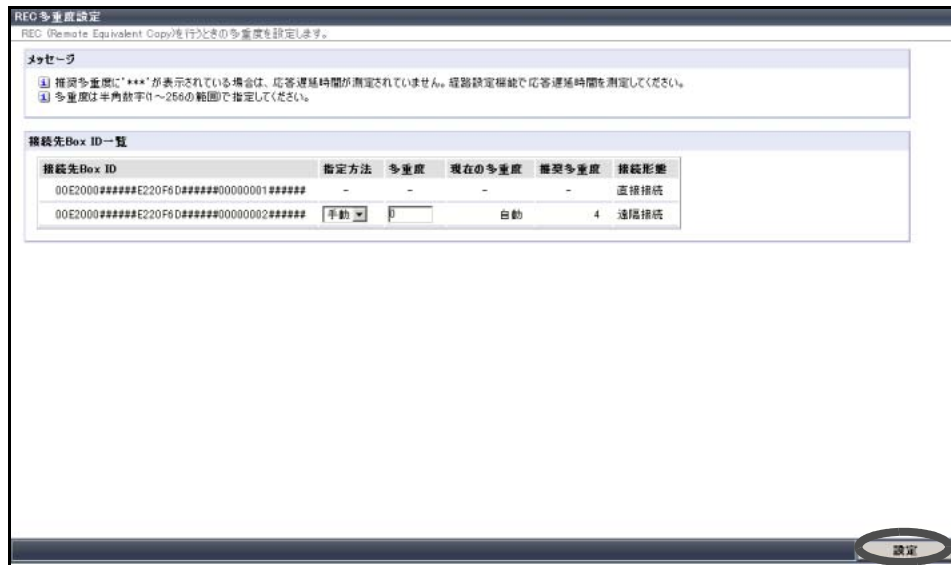 REC多重度設定
REC (Remote Equivalent Copy)を行うときの多重度を設定します。
メッセージ
推奨多重度に"***"が表示されている場合は、応答遅延時間が測定されていません。経路設定機能で応答遅延時間を測定してください。
多重度は半角数字(1～256の範囲)で指定してください。
接続先Box ID一覧
接続先Box ID 指定方法 多重度 現在の多重度 推奨多重度 接続形態
00E2000######E220F6D######00000001###### - - - - 直接接続
00E2000######E220F6D######00000002###### 手動 0 自動 4 遠隔接続
設定